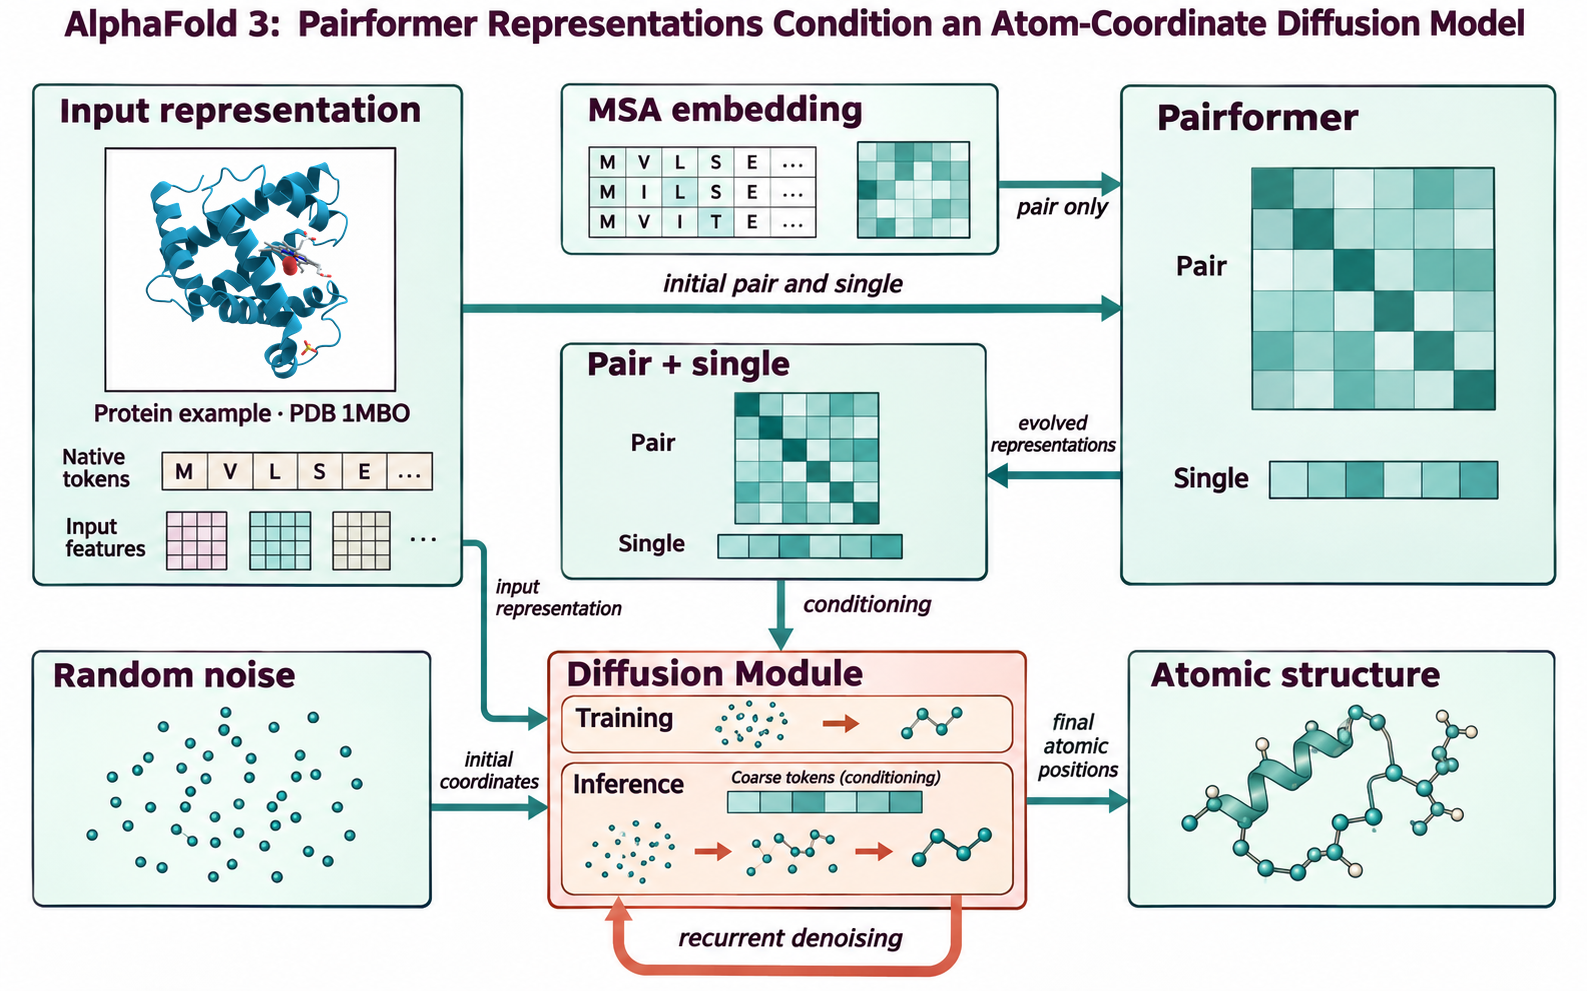 AlphaFold 3: Pairformer Representations Condition an Atom-Coordinate Diffusion Model
Input representation
Protein example · PDB 1MBO
Native
tokens
M V L S E ...
Input
features
...
MSA embedding
M V L S E ...
M I L S E ...
M V I T E ...
pair only
initial pair and single
Pairformer
Pair
Single
evolved
representations
Pair + single
Pair
Single
input
representation
conditioning
Random noise
initial
coordinates
Diffusion Module
Training
Inference
Coarse tokens (conditioning)
recurrent denoising
final
atomic
positions
Atomic structure